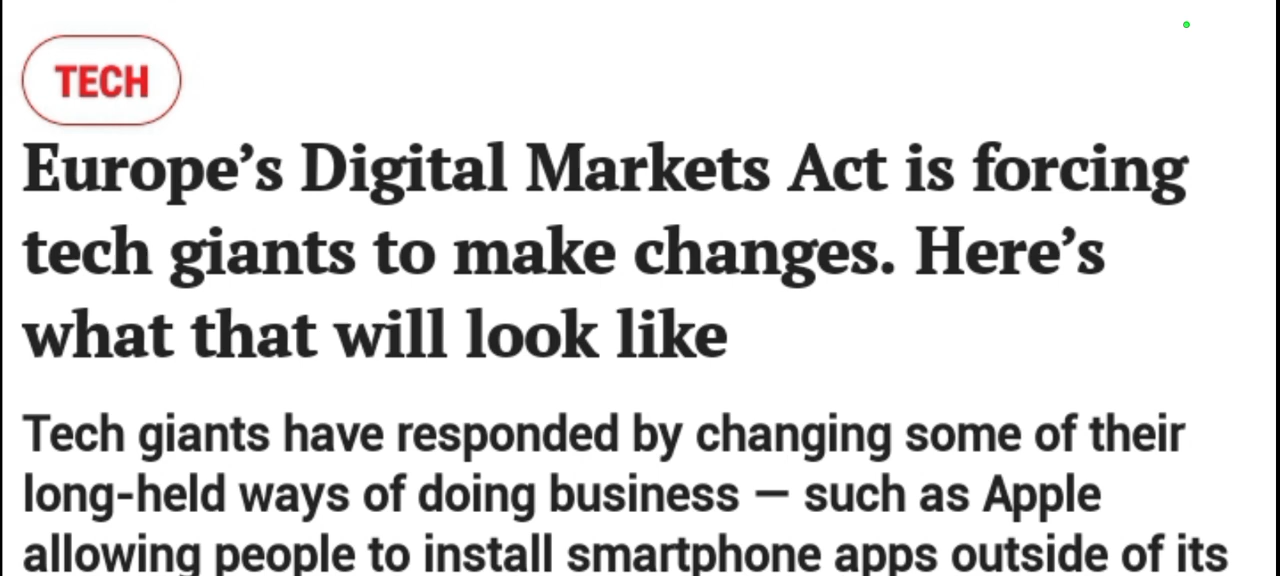 TECH
Europe’s Digital Markets Act is forcing
tech giants to make changes. Here’s
what that will look like
Tech giants have responded by changing some of their
long-held ways of doing business — such as Apple
allowing people to install smartphone apps outside of its